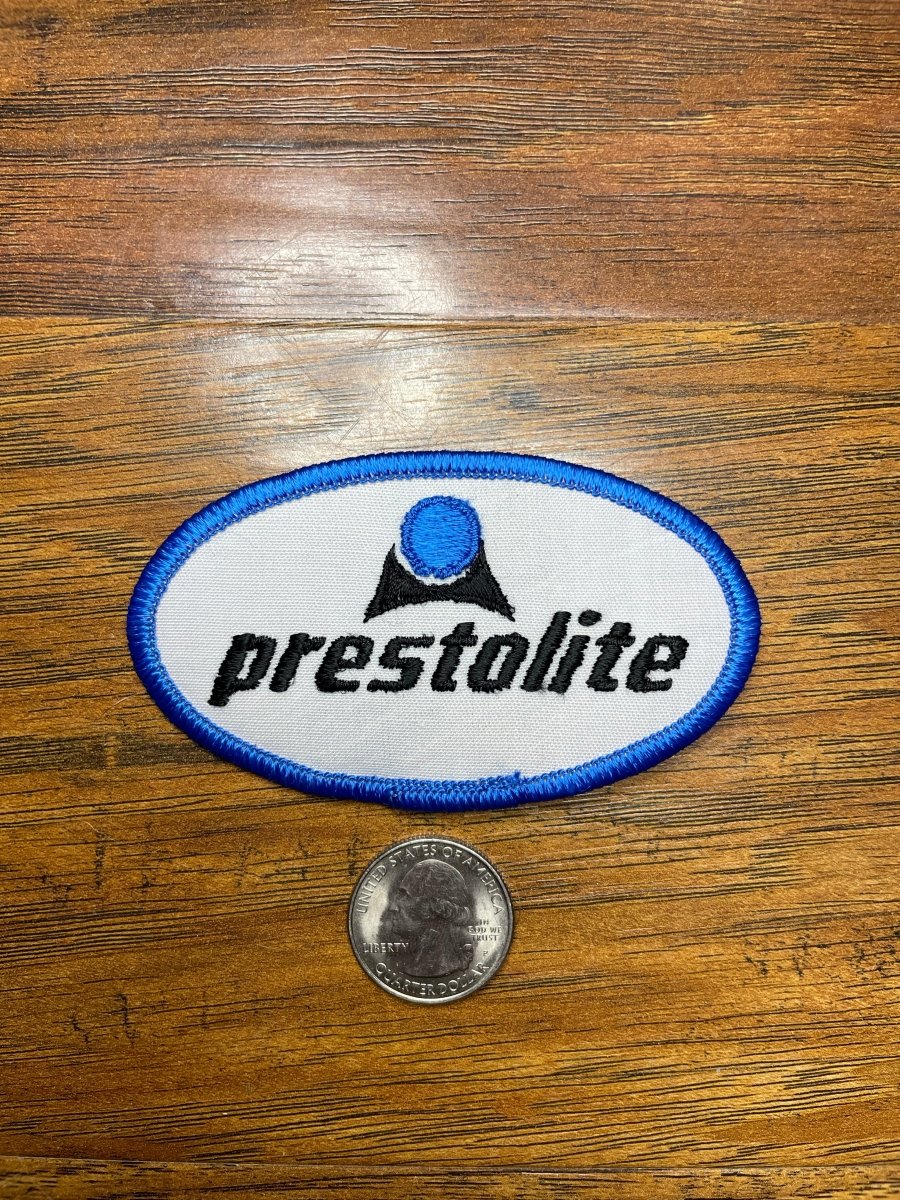 prestolite
UNITED STATES OF AMERICA
LIBERTY
IN
GOD WE
TRUST
P
QUARTER DOLLAR